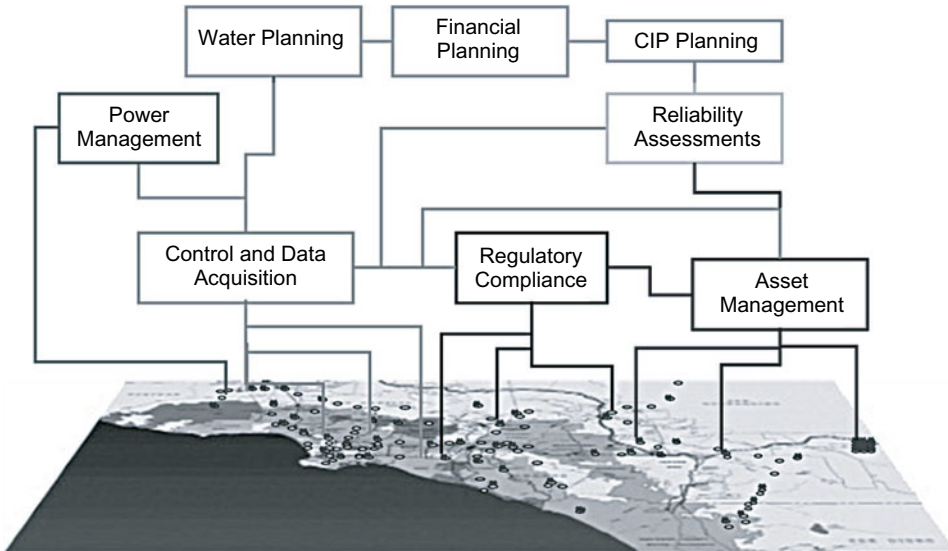 Water Planning
Financial
Planning
CIP Planning
Power
Management
Reliability
Assessments
Control and Data
Acquisition
Regulatory
Compliance
Asset
Management